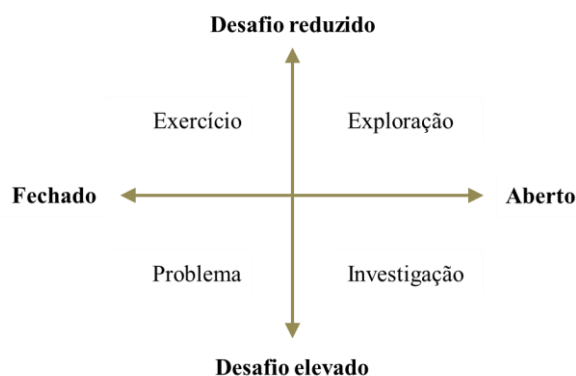 Desafio reduzido
Exercício Exploração
Fechado Aberto
Problema Investigação
Desafio elevado